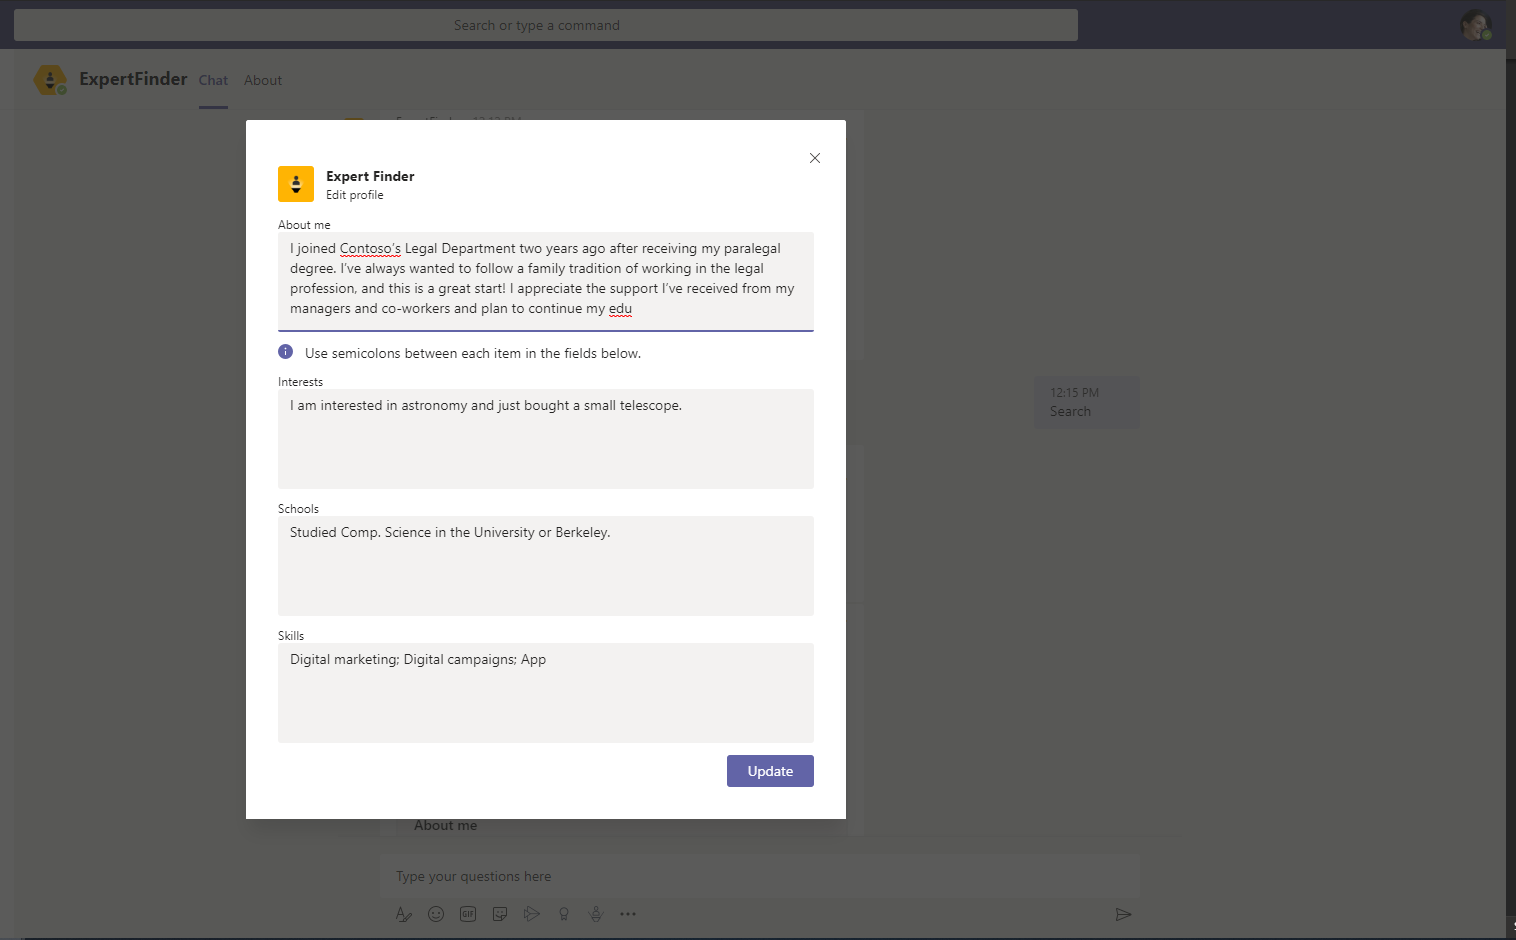 Search or type a command
ExpertFinder Chat About
Expert Finder
Edit profile
About me
I joined Contoso's Legal Department two years ago after receiving my paralegal
degree. I've always wanted to follow a family tradition of working in the legal
profession, and this is a great start! I appreciate the support I've received from my
managers and co-workers and plan to continue my edu
Use semicolons between each item in the fields below.
Interests
I am interested in astronomy and just bought a small telescope.
12:15 PM
Search
Schools
Studied Comp. Science in the University or Berkeley.
Skills
Digital marketing; Digital campaigns; App
Update
About me
Type your questions here
GIF